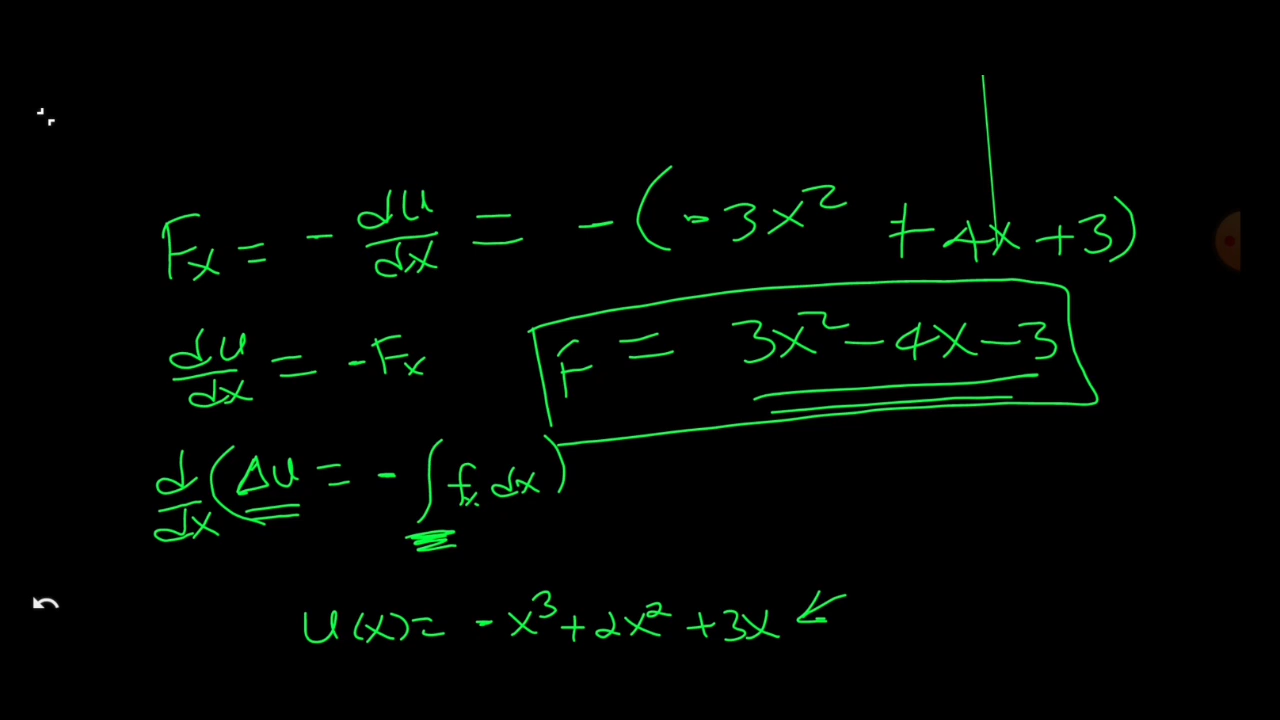 Fx = - du/dx = - (-3x² + 4x + 3)
du/dx = -Fx
F = 3x² - 4x - 3
d/dx (Δu = - ∫ fx dx)
u(x) = -x³ + 2x² + 3x ←